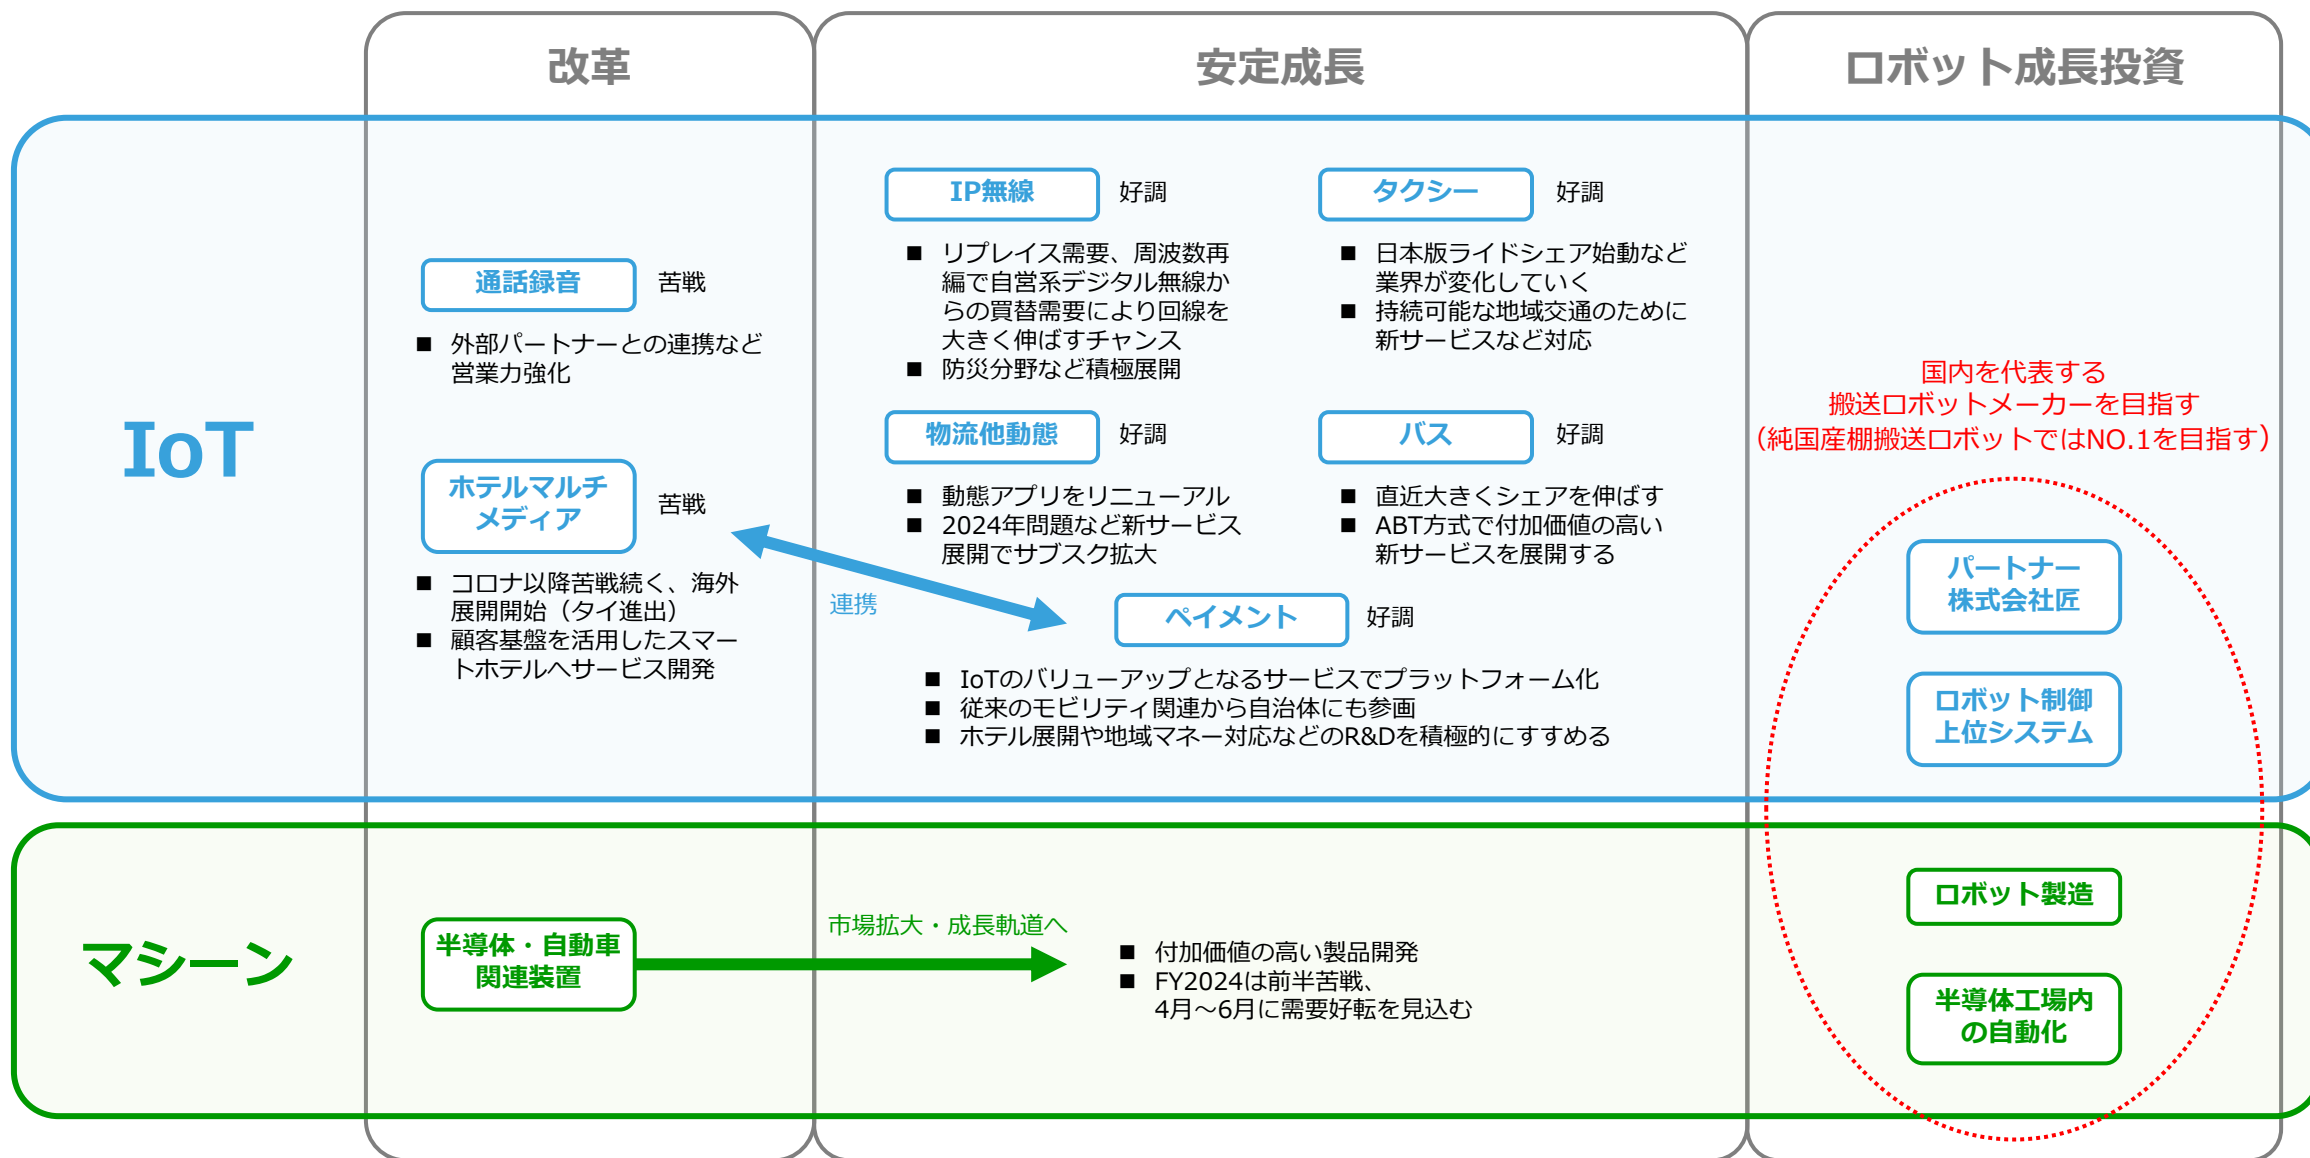 改革
安定成長
ロボット成長投資
IoT
通話録音
苦戦
■ 外部パートナーとの連携など
営業力強化
ホテルマルチ
メディア
苦戦
■ コロナ以降苦戦続く、海外
展開開始（タイ進出）
■ 顧客基盤を活用したスマー
トホテルへサービス開発
IP無線
好調
■ リプレイス需要、周波数再
編で自営系デジタル無線か
らの買替需要により回線を
大きく伸ばすチャンス
■ 防災分野など積極展開
タクシー
好調
■ 日本版ライドシェア始動など
業界が変化していく
■ 持続可能な地域交通のために
新サービスなど対応
物流他動態
好調
■ 動態アプリをリニューアル
■ 2024年問題など新サービス
展開でサブスク拡大
バス
好調
■ 直近大きくシェアを伸ばす
■ ABT方式で付加価値の高い
新サービスを展開する
連携
ペイメント
好調
■ IoTのバリューアップとなるサービスでプラットフォーム化
■ 従来のモビリティ関連から自治体にも参画
■ ホテル展開や地域マネー対応などのR&Dを積極的にすすめる
国内を代表する
搬送ロボットメーカーを目指す
（純国産棚搬送ロボットではNO.1を目指す）
パートナー
株式会社匠
ロボット制御
上位システム
マシーン
半導体・自動車
関連装置
市場拡大・成長軌道へ
■ 付加価値の高い製品開発
■ FY2024は前半苦戦、
4月～6月に需要好転を見込む
ロボット製造
半導体工場内
の自動化